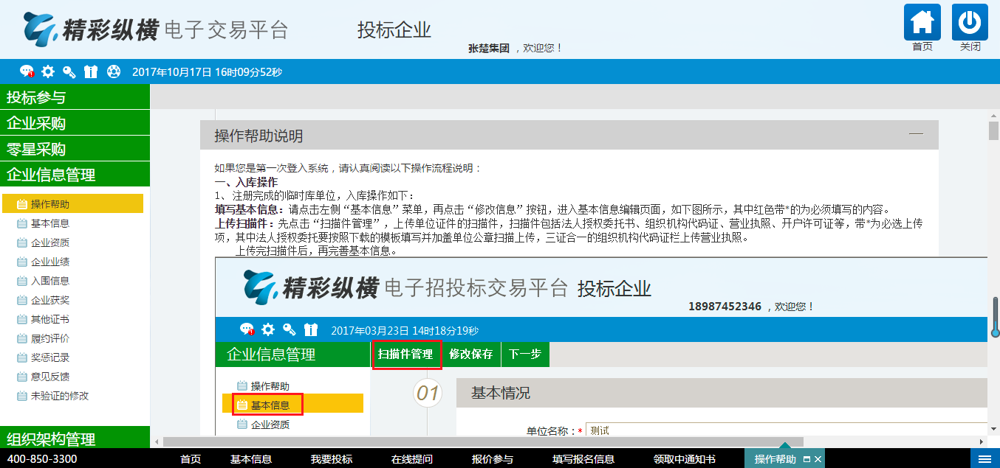 精彩纵横 电子交易平台
投标企业
张楚集团 ，欢迎您！
首页
关闭
2017年10月17日 16时09分52秒
投标参与
企业采购
零星采购
企业信息管理
操作帮助
基本信息
企业资质
企业业绩
入围信息
企业获奖
其他证书
履约评价
奖惩记录
意见反馈
未验证的修改
组织架构管理
操作帮助说明
如果您是第一次登入系统，请认真阅读以下操作流程说明：
一、入库操作
1、注册完成的临时库单位，入库操作如下：
填写基本信息：请点击左侧“基本信息”菜单，再点击“修改信息”按钮，进入基本信息编辑页面，如下图所示，其中红色带*的为必须填写的内容。
上传扫描件：先点击“扫描件管理”，上传单位证件的扫描件，扫描件包括法人授权委托书、组织机构代码证、营业执照、开户许可证等，带*为必选上传
项，其中法人授权委托要按照下载的模板填写并加盖单位公章扫描上传，三证合一的组织机构代码证栏上传营业执照。
上传完扫描件后，再完善基本信息。
精彩纵横 电子招投标交易平台 投标企业
18987452346 ，欢迎您！
2017年03月23日 14时18分19秒
企业信息管理
扫描件管理 修改保存 下一步
操作帮助
基本信息
企业资质
01 基本情况
单位名称：* 测试
400-850-3300 首页 基本信息 我要投标 在线提问 报价参与 填写报名信息 领取中通知书 操作帮助